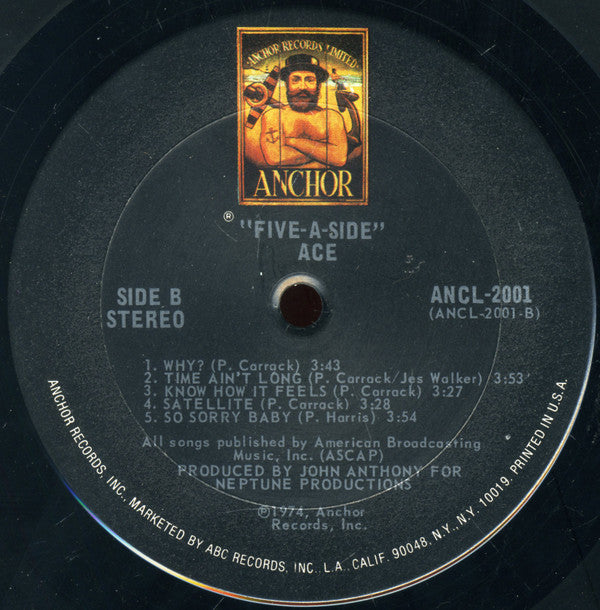 ANCHOR RECORDS LIMITED
ANCHOR
® "FIVE-A-SIDE"
ACE
SIDE B
STEREO
ANCL-2001
(ANCL-2001-B)
1. WHY? (P. Carrack) 3:43
2. TIME AIN'T LONG (P. Carrack/Jes Walker) 3:53
3. KNOW HOW IT FEELS (P. Carrack) 3:27
4. SATELLITE (P. Carrack) 3:28
5. SO SORRY BABY (P. Harris) 3:54
All songs published by American Broadcasting
Music, Inc. (ASCAP)
PRODUCED BY JOHN ANTHONY FOR
NEPTUNE PRODUCTIONS
℗1974, Anchor
Records, Inc.
ANCHOR RECORDS, INC., MARKETED BY ABC RECORDS, INC. L.A. CALIF. 90048, N.Y., N.Y. 10019. PRINTED IN U.S.A.